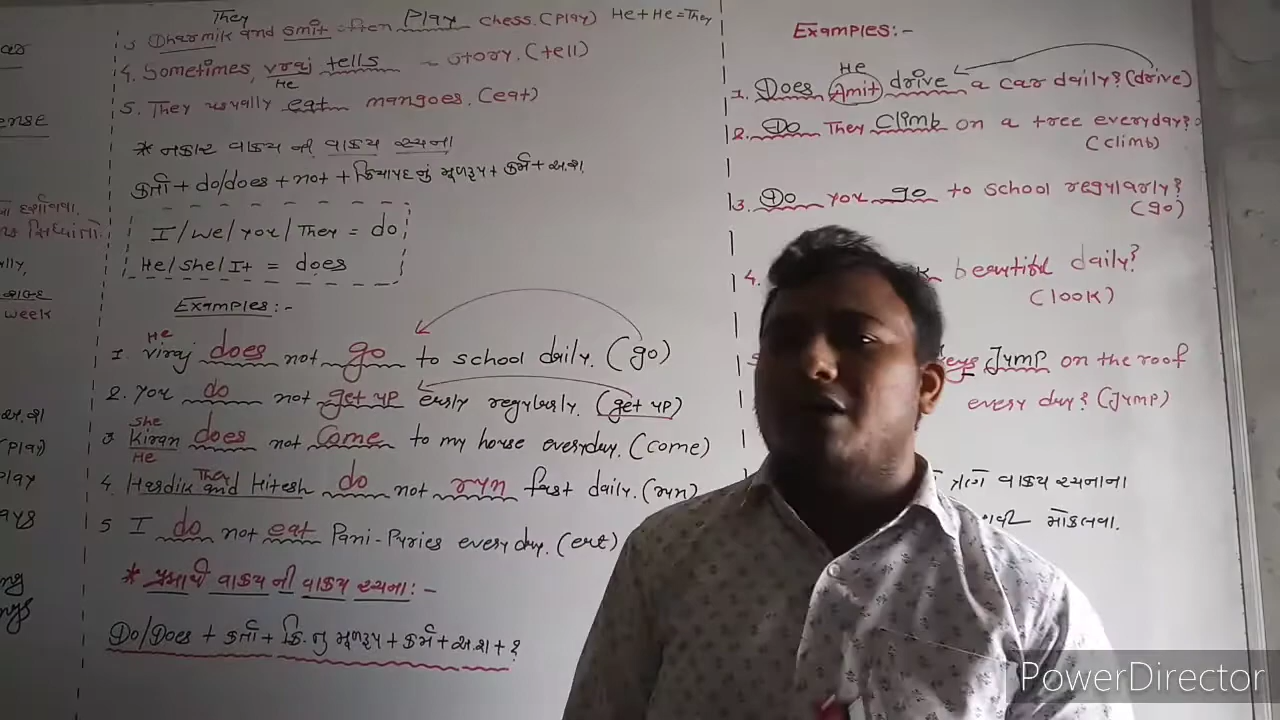 ense
week
(Play)
They
3 Dharmik and Smit often Play chess. (Play) He + He = They
4. Sometimes, Viraj tells story. (tell)
He
5. They usually eat mangoes. (eat)
* નકાર વાક્ય ની વાક્ય રચના
કર્તા + do/does + not + ક્રિયાપદ નું મૂળરૂપ + કર્મ + અ.શ.
I / we / you / They = do
He / She / It = does
Examples:-
He
1. Viraj does not go to school daily. (go)
2. You do not get up early regularly. (get up)
She
3 Kiran does not come to my house everyday. (come)
He
They
4. Hardik and Hitesh do not run fast daily. (run)
5 I do not eat Pani-Puries every day. (eat)
* પ્રશ્નાર્થ વાક્ય ની વાક્ય રચના:-
Do/Does + કર્તા + ક્રિ. નુ મૂળરૂપ + કર્મ + અ.શ + ?
Examples:-
He
1. Does Amit drive a car daily? (drive)
2. Do They Climb on a tree everyday?
(climb)
3. Do you go to school regularly?
(go)
4. beautiful daily?
(look)
Jump on the roof
every day? (Jump)
વાક્ય રચનાના
મોકલવા.
PowerDirector